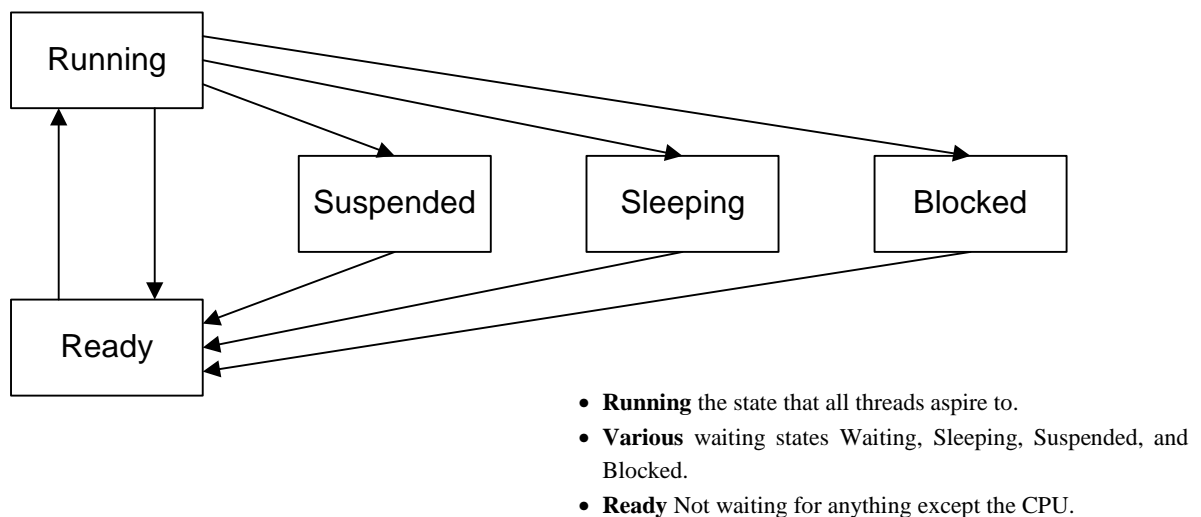 Running
Suspended
Sleeping
Blocked
Ready
• Running the state that all threads aspire to.
• Various waiting states Waiting, Sleeping, Suspended, and
Blocked.
• Ready Not waiting for anything except the CPU.